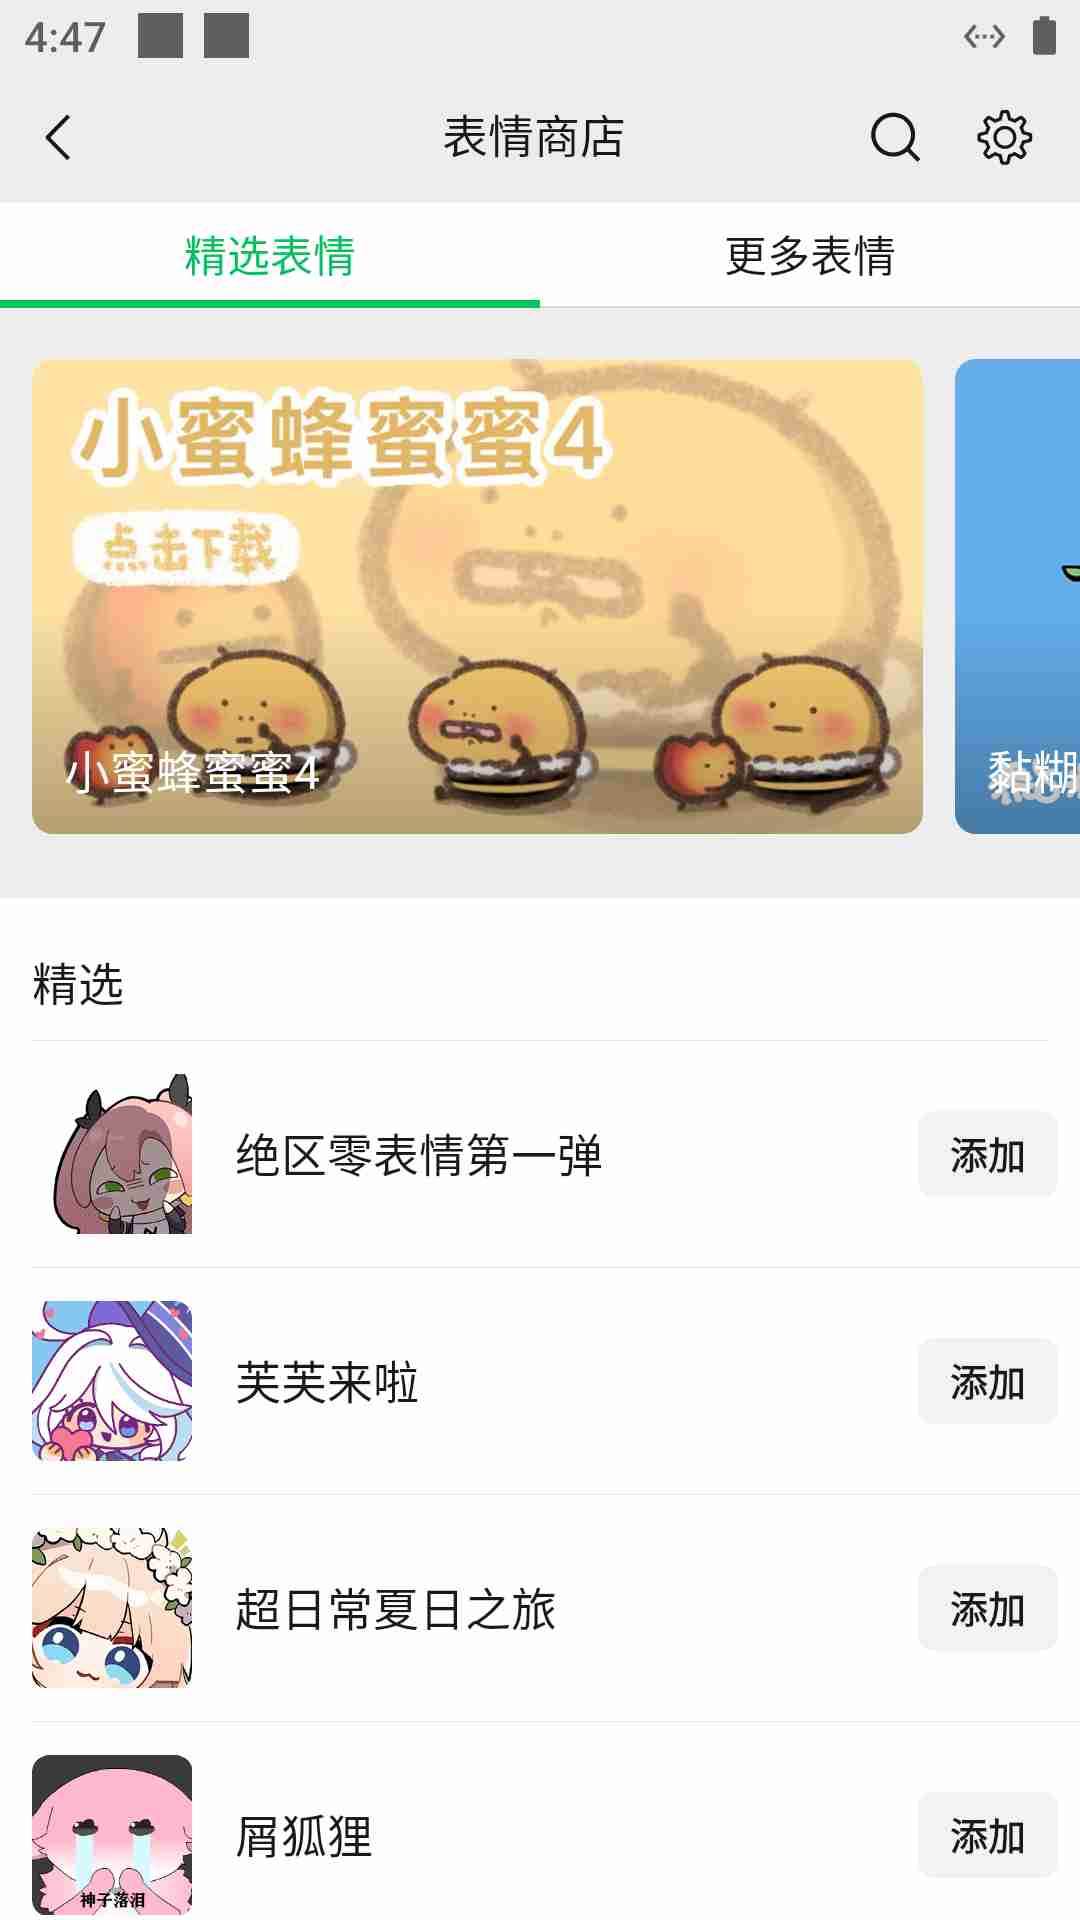 4:47
表情商店
精选表情
更多表情
小蜜蜂蜜蜜4
点击下载
小蜜蜂蜜蜜4
黏糊
精选
绝区零表情第一弹
添加
芙芙来啦
添加
超日常夏日之旅
添加
神子落泪
屑狐狸
添加